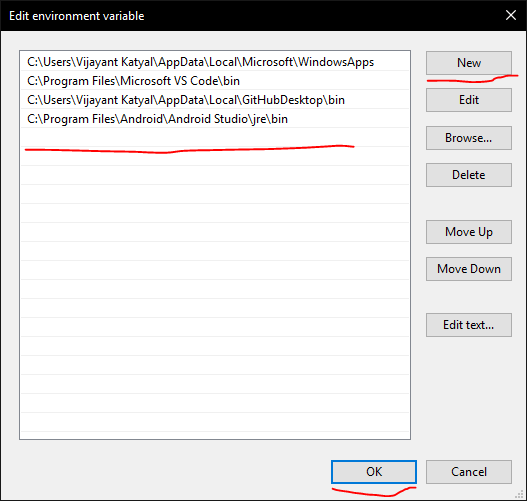 Edit environment variable
C:\Users\Vijayant Katyal\AppData\Local\Microsoft\WindowsApps
C:\Program Files\Microsoft VS Code\bin
C:\Users\Vijayant Katyal\AppData\Local\GitHubDesktop\bin
C:\Program Files\Android\Android Studio\jre\bin
New
Edit
Browse...
Delete
Move Up
Move Down
Edit text...
OK
Cancel